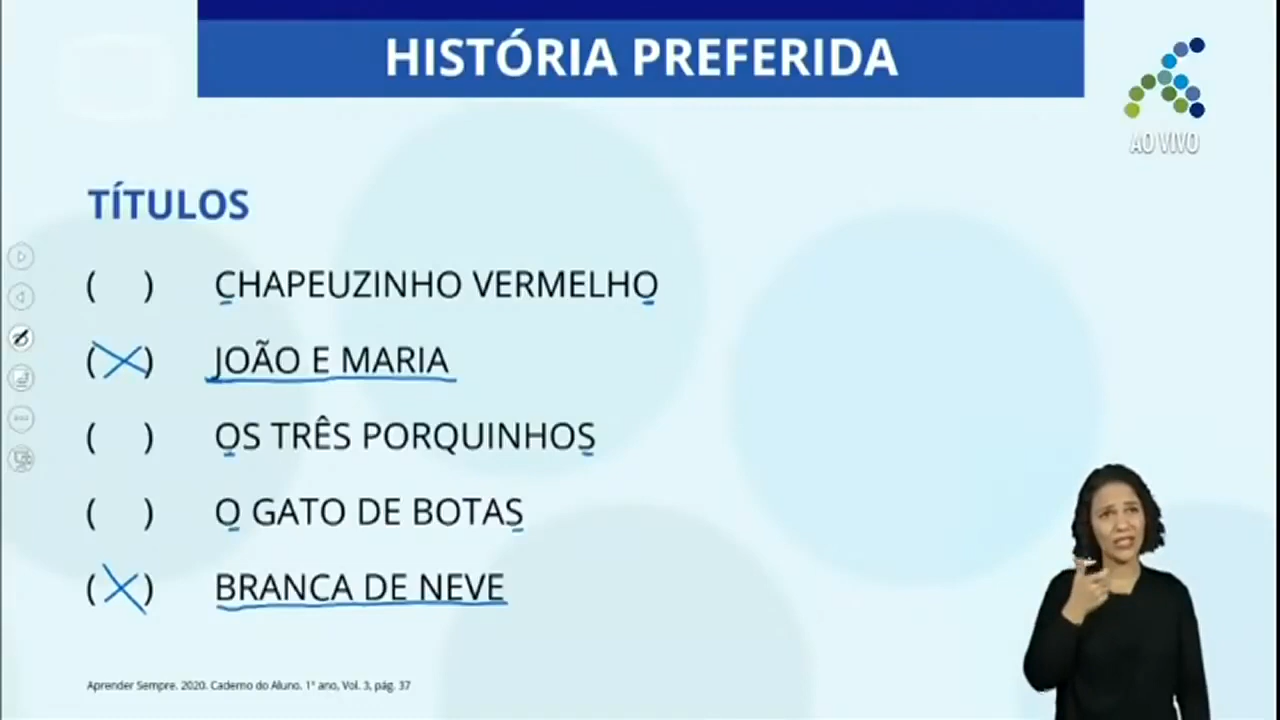 HISTÓRIA PREFERIDA
AO VIVO
TÍTULOS
( ) CHAPEUZINHO VERMELHO
(X) JOÃO E MARIA
( ) OS TRÊS PORQUINHOS
( ) O GATO DE BOTAS
(X) BRANCA DE NEVE
Aprender Sempre. 2020. Caderno do Aluno. 1º ano, Vol. 3, pág. 37